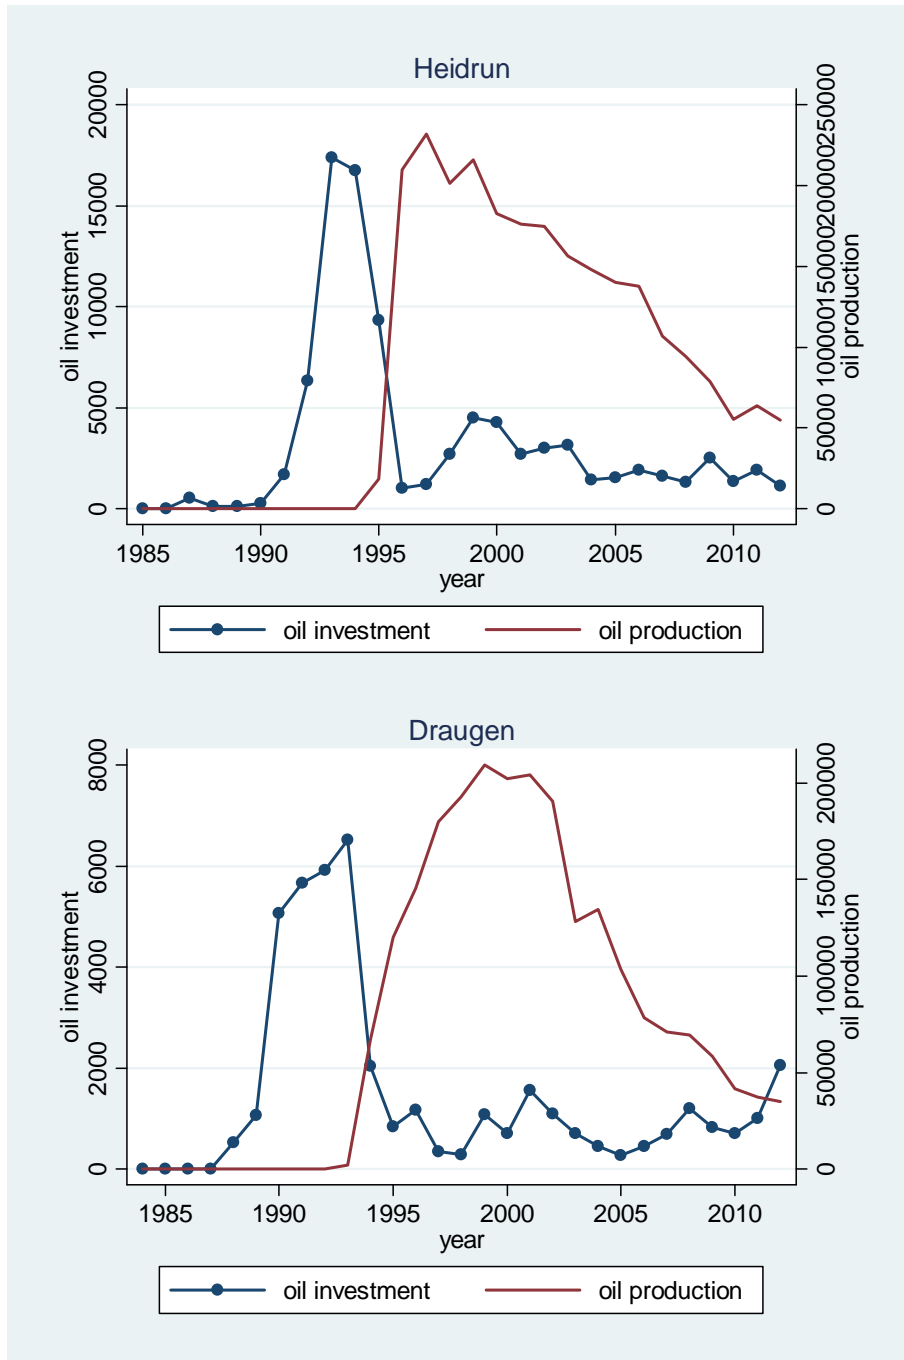 Heidrun
oil investment
0 5000 10000 15000 20000
oil production
0 50000 100000 150000 200000 250000
1985 1990 1995 2000 2005 2010
year
oil investment oil production
Draugen
oil investment
0 2000 4000 6000 8000
oil production
0 50000 100000 150000 200000
1985 1990 1995 2000 2005 2010
year
oil investment oil production